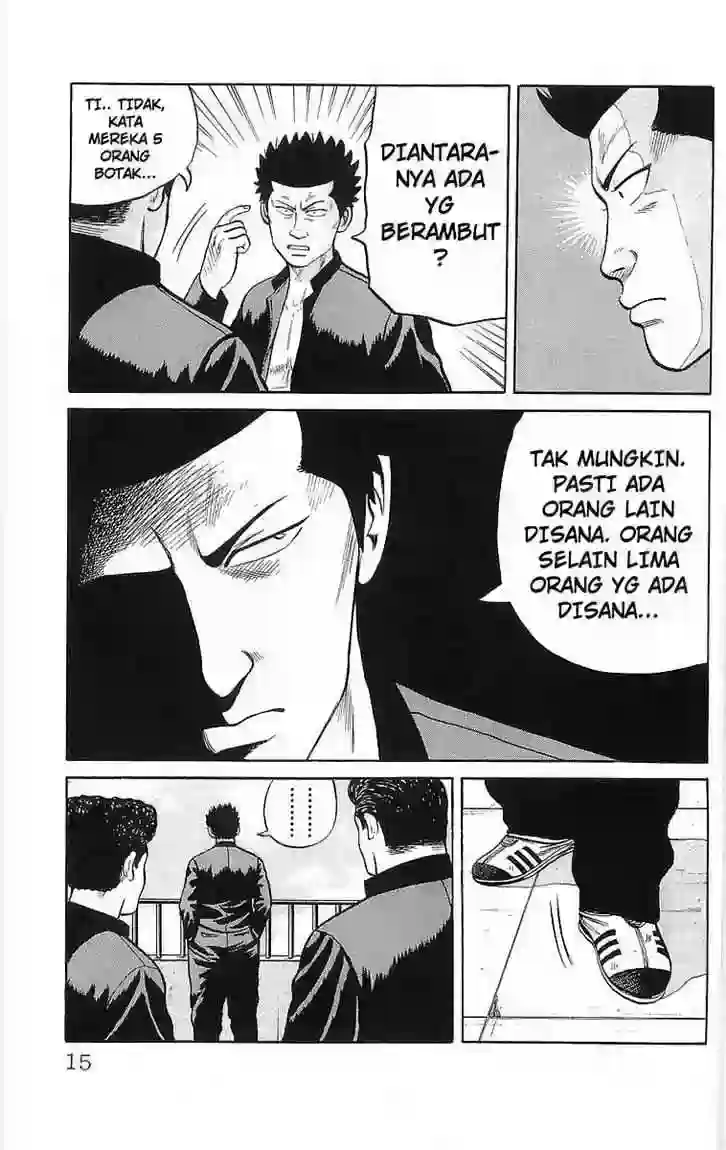 TI.. TIDAK,
KATA
MEREKA 5
ORANG
BOTAK...
DIANTARA-
NYA ADA
YG
BERAMBUT
?
TAK MUNGKIN.
PASTI ADA
ORANG LAIN
DISANA. ORANG
SELAIN LIMA
ORANG YG ADA
DISANA...
15